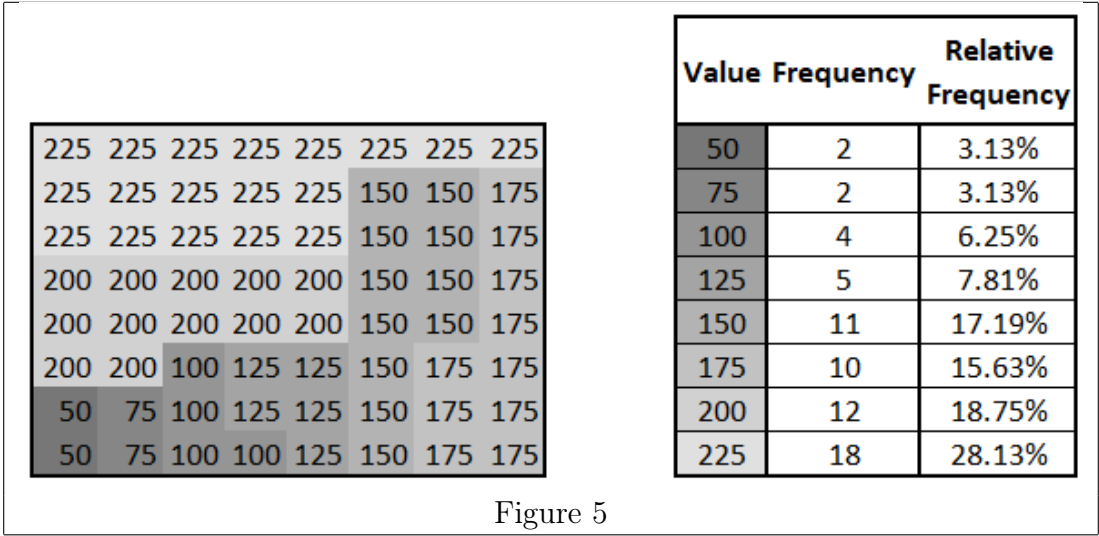 225 225 225 225 225 225 225 225
225 225 225 225 225 150 150 175
225 225 225 225 225 150 150 175
200 200 200 200 200 150 150 175
200 200 200 200 200 150 150 175
200 200 100 125 125 150 175 175
50 75 100 125 125 150 175 175
50 75 100 100 125 150 175 175
Value Frequency Relative Frequency
50 2 3.13%
75 2 3.13%
100 4 6.25%
125 5 7.81%
150 11 17.19%
175 10 15.63%
200 12 18.75%
225 18 28.13%
Figure 5